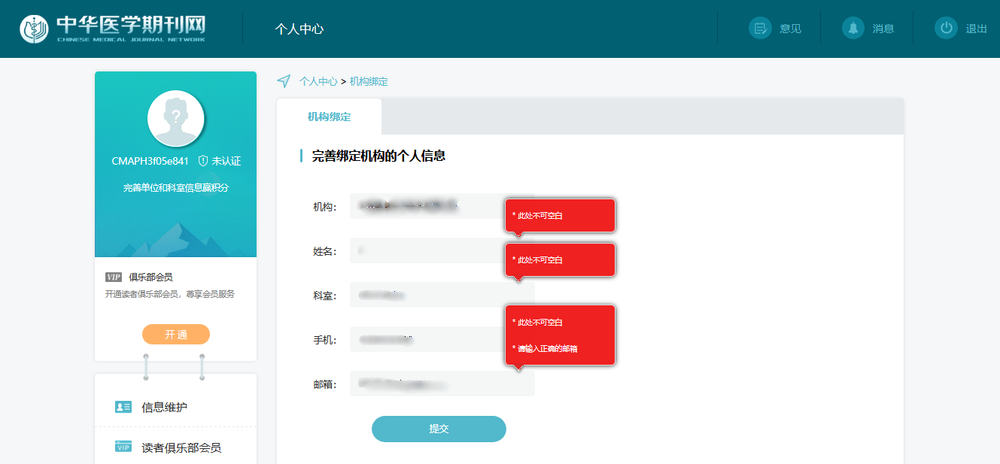 中华医学期刊网
CHINESE MEDICAL JOURNAL NETWORK
个人中心
意见
消息
退出
个人中心 > 机构绑定
机构绑定
?
CMAPH3f05e841 未认证
完善单位和科室信息赢积分
完善绑定机构的个人信息
机构：
* 此处不可空白
姓名：
* 此处不可空白
VIP 俱乐部会员
开通读者俱乐部会员，尊享会员服务
科室：
* 此处不可空白
开 通
手机：
* 请输入正确的邮箱
邮箱：
信息维护
提交
VIP 读者俱乐部会员